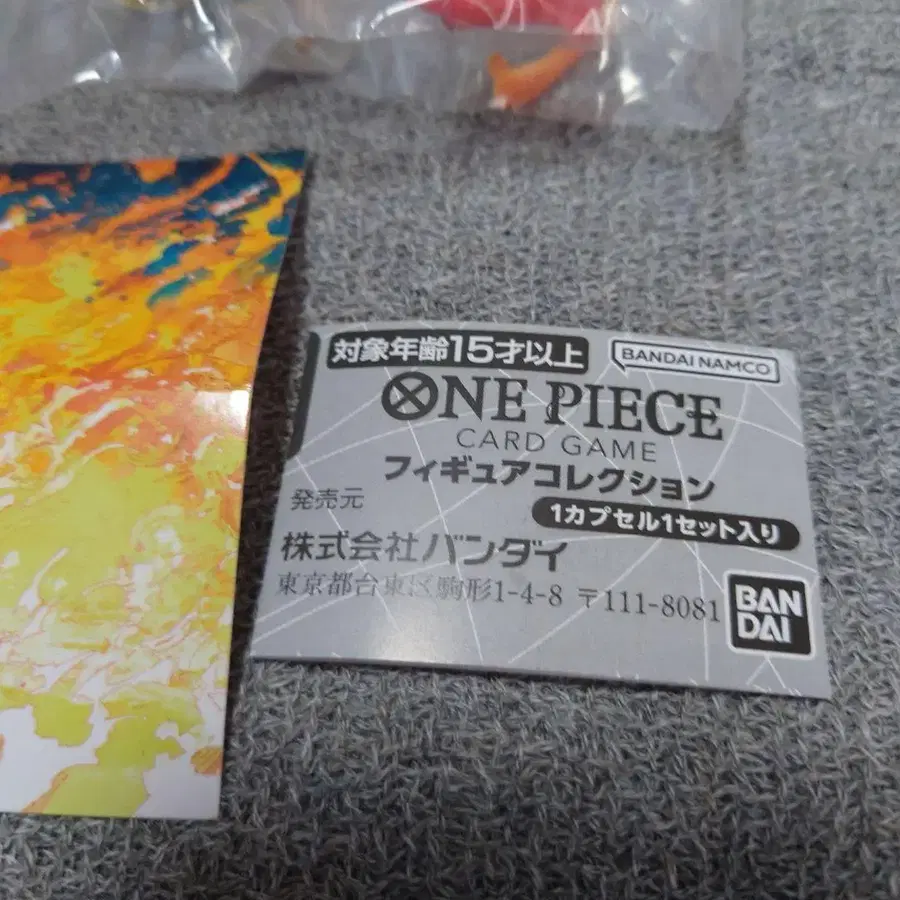 対象年齢15才以上
BANDAI NAMCO
ONE PIECE
CARD GAME
フィギュアコレクション
発売元
1カプセル1セット入り
株式会社バンダイ
東京都台東区駒形1-4-8 〒111-8081
BAN
DAI